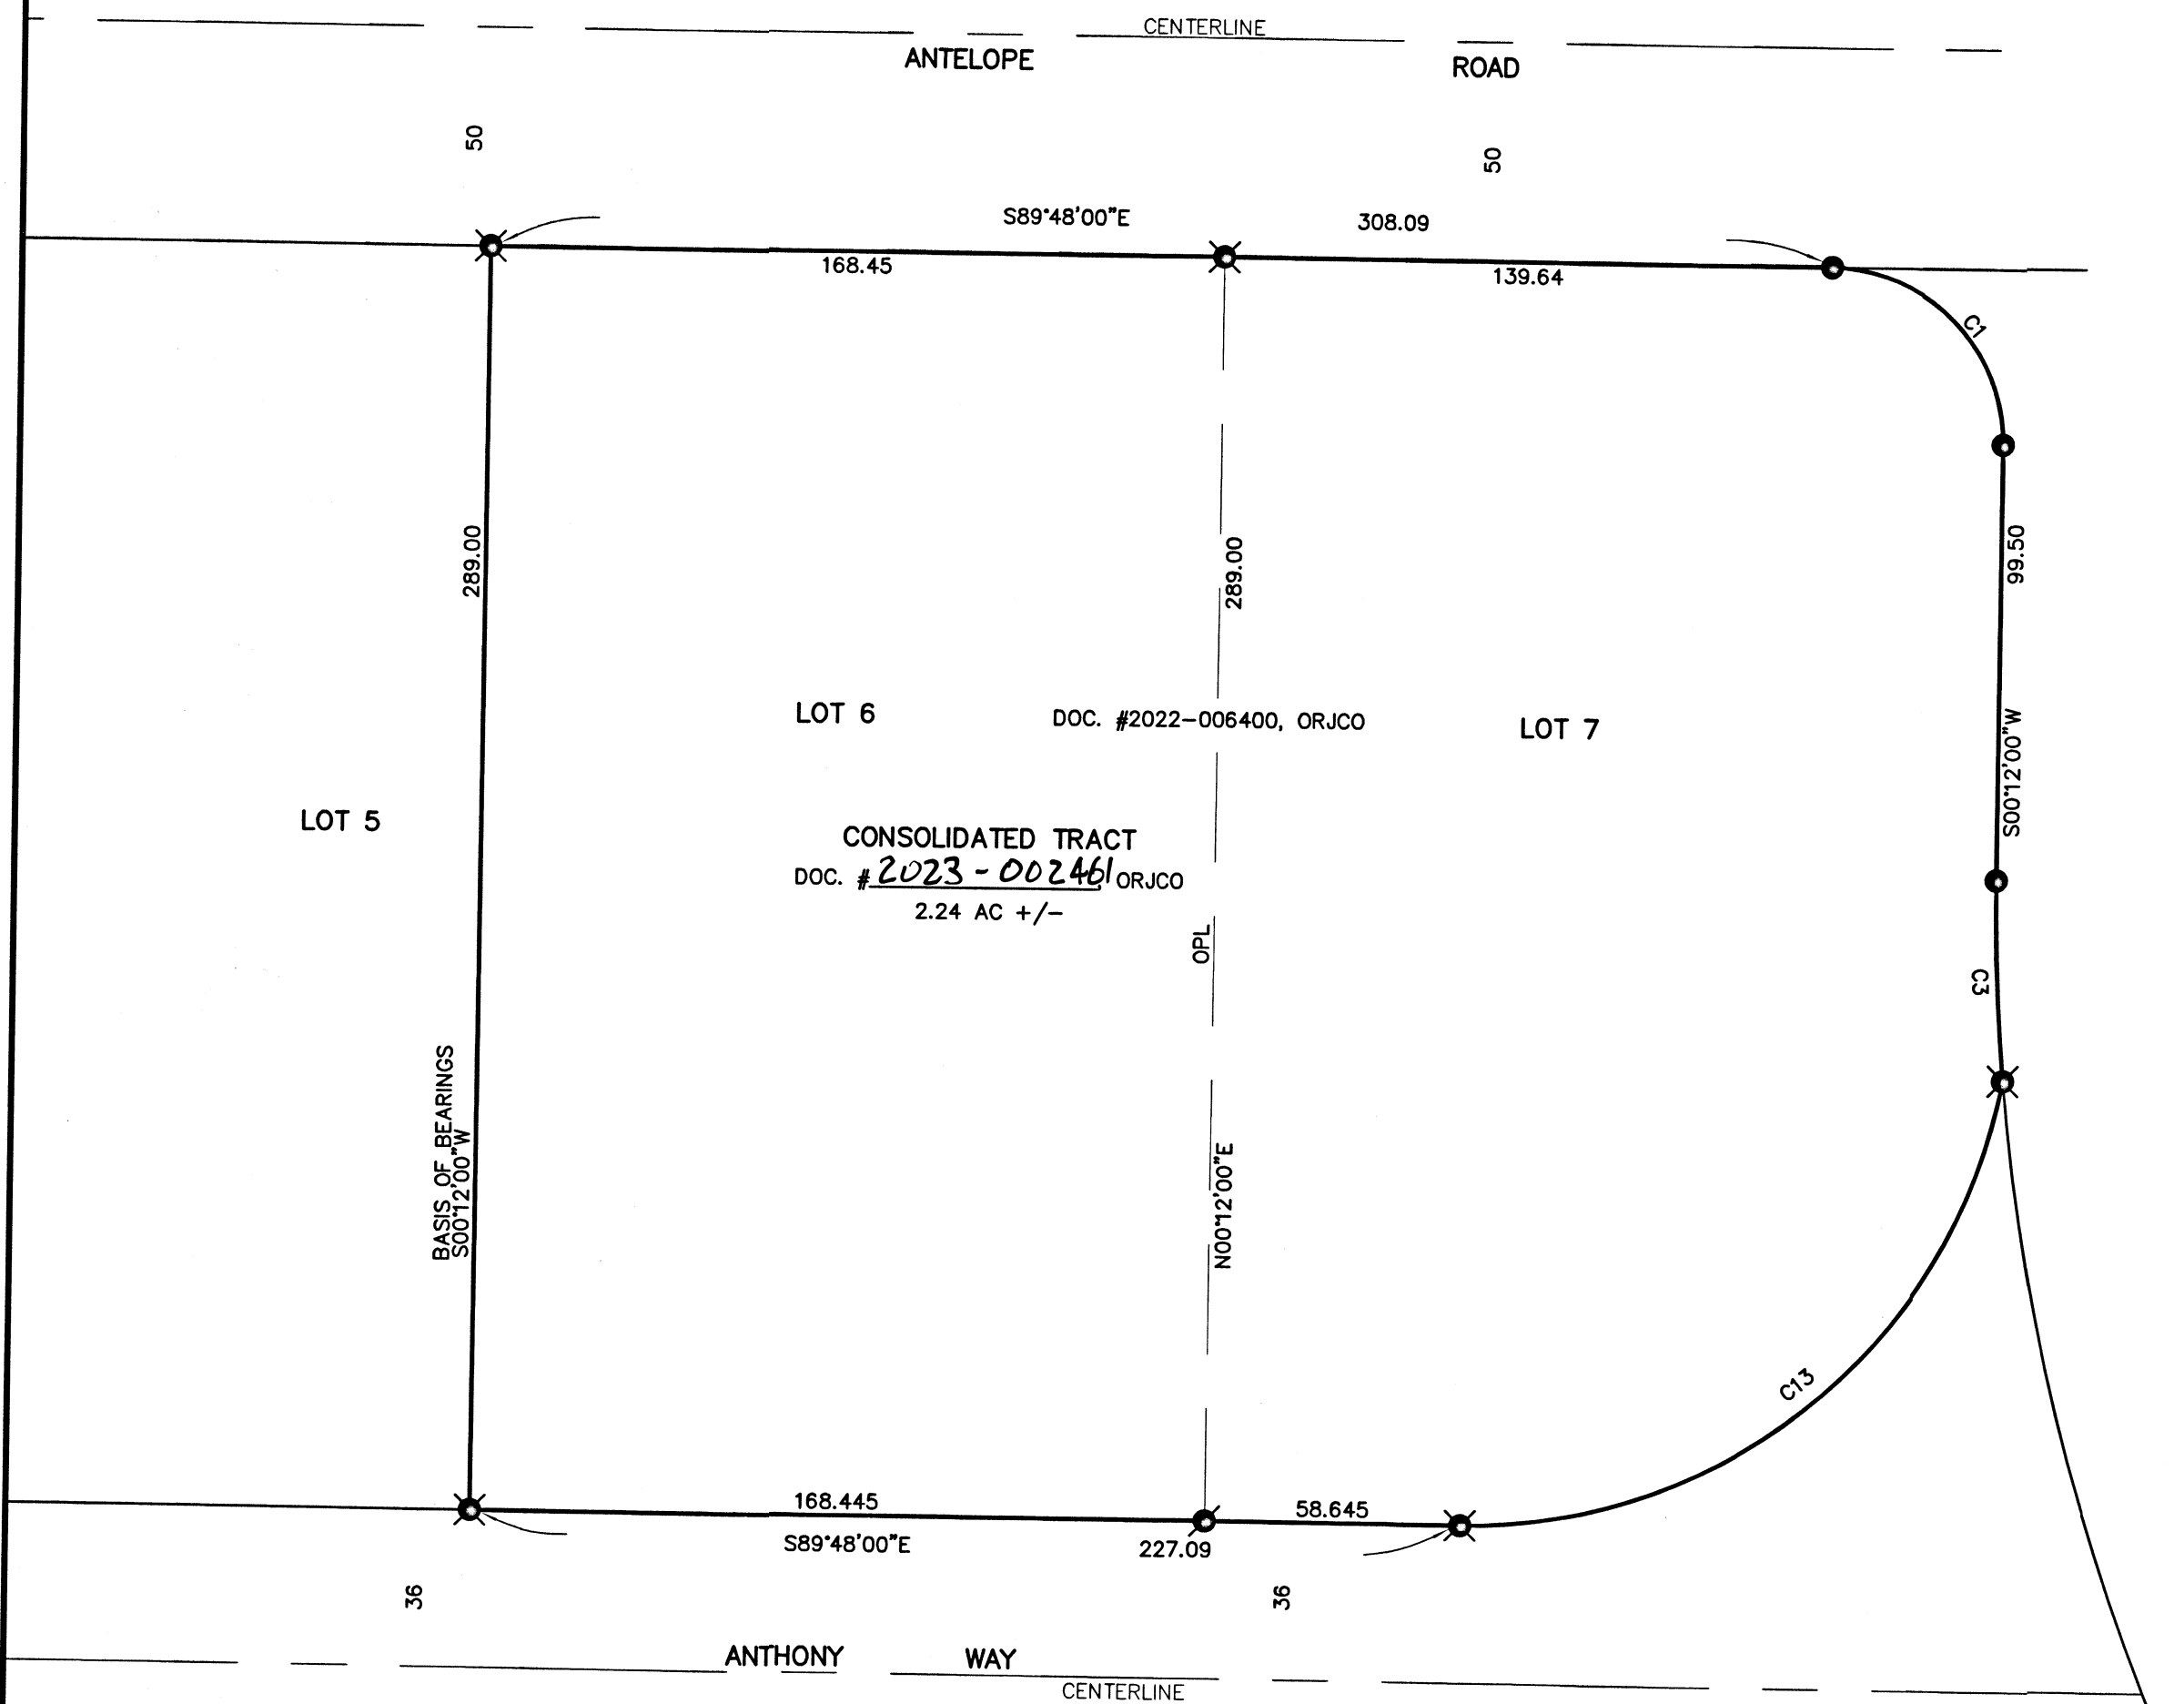 CENTERLINE
ANTELOPE ROAD
50
50
S89°48'00"E 308.09
168.45
139.64
C1
289.00
289.00
99.50
LOT 6
DOC. #2022-006400, ORJCO
LOT 7
S00°12'00"W
LOT 5
CONSOLIDATED TRACT
DOC. # 2023-002461, ORJCO
2.24 AC +/-
OPL
C3
BASIS OF BEARINGS
S00°12'00"W
N00°12'00"E
C13
168.445
58.645
S89°48'00"E
227.09
36
36
ANTHONY WAY
CENTERLINE